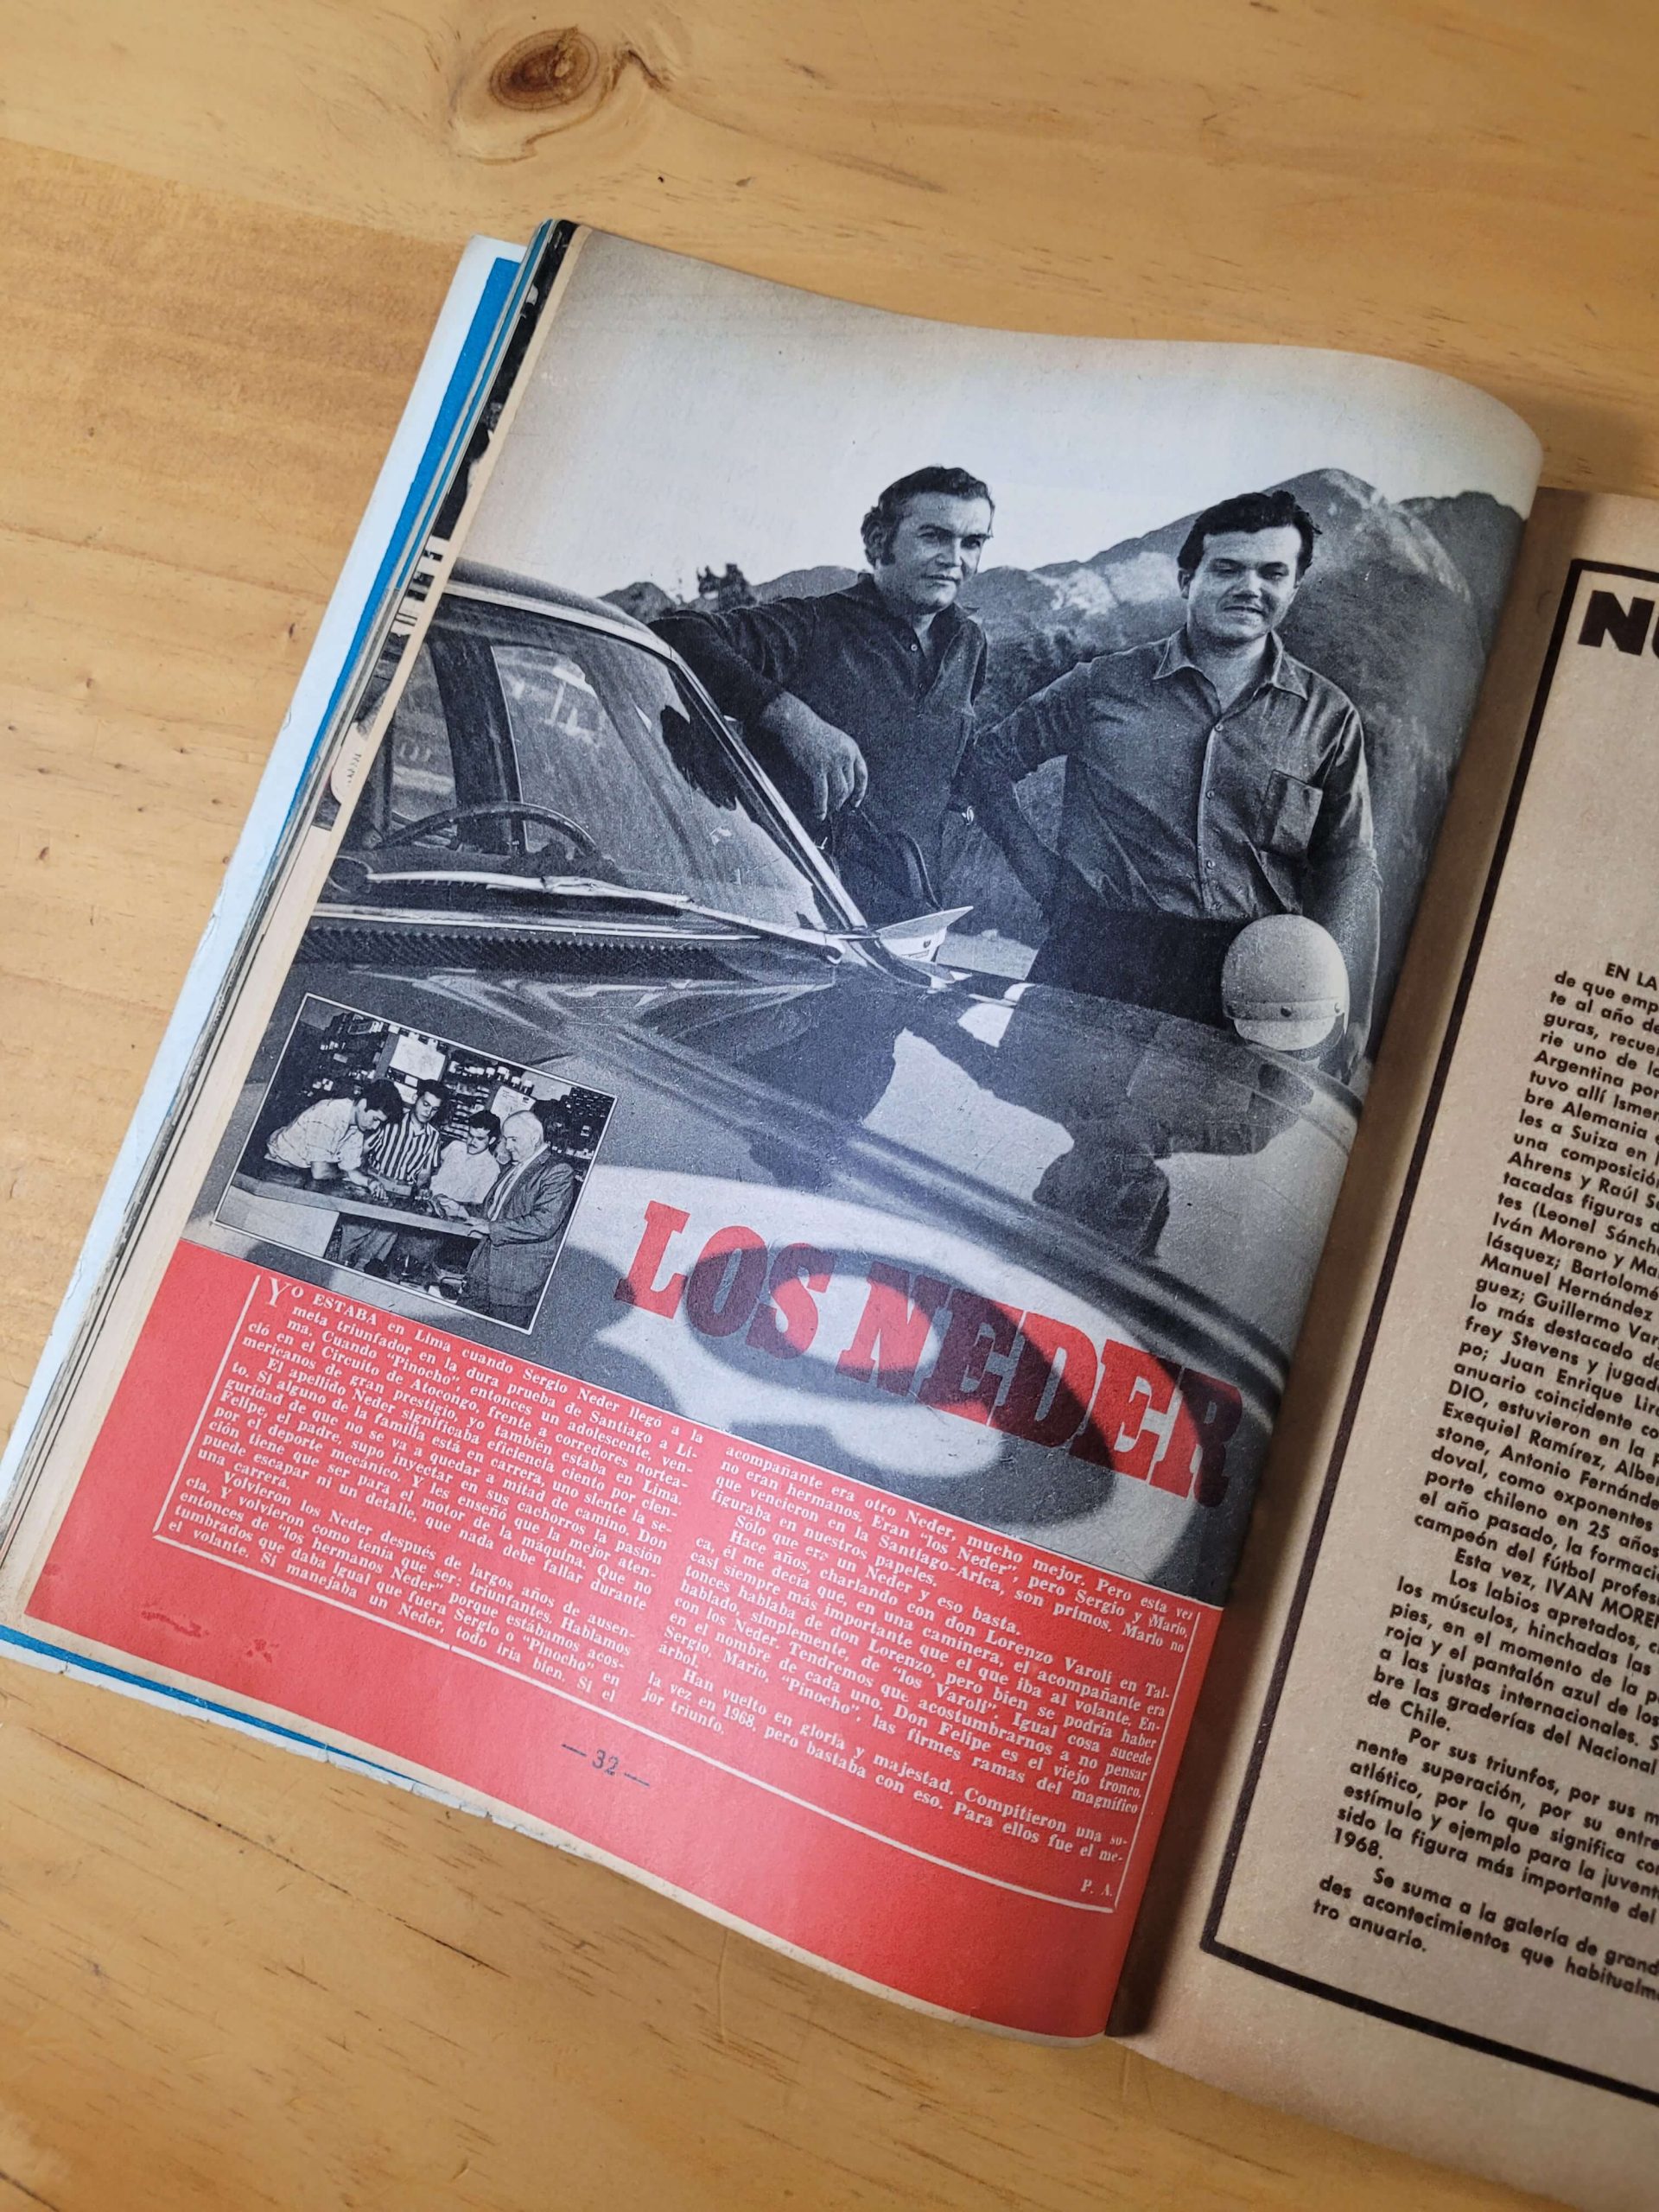 LOS NEDER
YO ESTABA en Lima cuando Sergio Neder llegó a la
meta triunfador en la dura prueba de Santiago a Li-
ma. Cuando "Pinocho", entonces un adolescente, ven-
ció en el Circuito de Atocongo, frente a corredores nortea-
mericanos de gran prestigio, yo también estaba en Lima.
El apellido Neder significaba eficiencia ciento por cien-
to. Si alguno de la familia está en carrera, uno siente la se-
guridad de que no se va a quedar a mitad de camino. Don
Felipe, el padre, supo inyectar en sus cachorros la pasión
por el deporte mecánico. Y les enseñó que la mejor aten-
ción tiene que ser para el motor de la máquina. Que no
puede escapar ni un detalle, que nada debe fallar durante
una carrera.
Volvieron los Neder después de largos años de ausen-
cia. Y volvieron como tenía que ser: triunfantes. Hablamos
entonces de "los hermanos Neder" porque estábamos acos-
tumbrados que daba igual que fuera Sergio o "Pinocho" en
el volante. Si manejaba un Neder, todo iría bien. Si el
acompañante era otro Neder, mucho mejor. Pero esta vez
no eran hermanos. Eran "los Neder", pero Sergio y Mario,
que vencieron en la Santiago-Arica, son primos. Mario no
figuraba en nuestros papeles.
Sólo que era un Neder y eso basta.
Hace años, charlando con don Lorenzo Varoli en Tal-
ca, él me decía que, en una caminera, el acompañante era
casi siempre más importante que el que iba al volante. En-
tonces hablaba de don Lorenzo, pero bien se podría haber
hablado, simplemente, de "los Varoli". Igual cosa sucede
con los Neder. Tendremos que acostumbrarnos a no pensar
en el nombre de cada uno. Don Felipe es el viejo tronco.
Sergio, Mario, "Pinocho", las firmes ramas del magnífico
árbol.
Han vuelto en gloria y majestad. Compitieron una so-
la vez en 1968, pero bastaba con eso. Para ellos fue el me-
jor triunfo.
P. A.
— 32 —
EN LA
de que emp
te al año de
guras, recue
rie uno de lo
Argentina por
tuvo allí Ismer
bre Alemania
les a Suiza en
una composición
Ahrens y Raúl S
tacadas figuras d
tes (Leonel Sánch
Iván Moreno y Ma
lásquez; Bartolomé
Manuel Hernández
guez; Guillermo Var
lo más destacado de
frey Stevens y jugad
po; Juan Enrique Lir
anuario coincidente co
DIO, estuvieron en la p
Exequiel Ramírez, Albe
stone, Antonio Fernánde
doval, como exponentes
porte chileno en 25 años
el año pasado, la formació
campeón del fútbol profes
Esta vez, IVAN MORE
Los labios apretados, c
los músculos, hinchadas las
pies, en el momento de la p
roja y el pantalón azul de los
a las justas internacionales. S
bre las graderías del Nacional
de Chile.
Por sus triunfos, por sus m
nente superación, por su entre
atlético, por lo que significa co
estímulo y ejemplo para la juvent
sido la figura más importante del
1968.
Se suma a la galería de grand
des acontecimientos que habitualm
tro anuario.